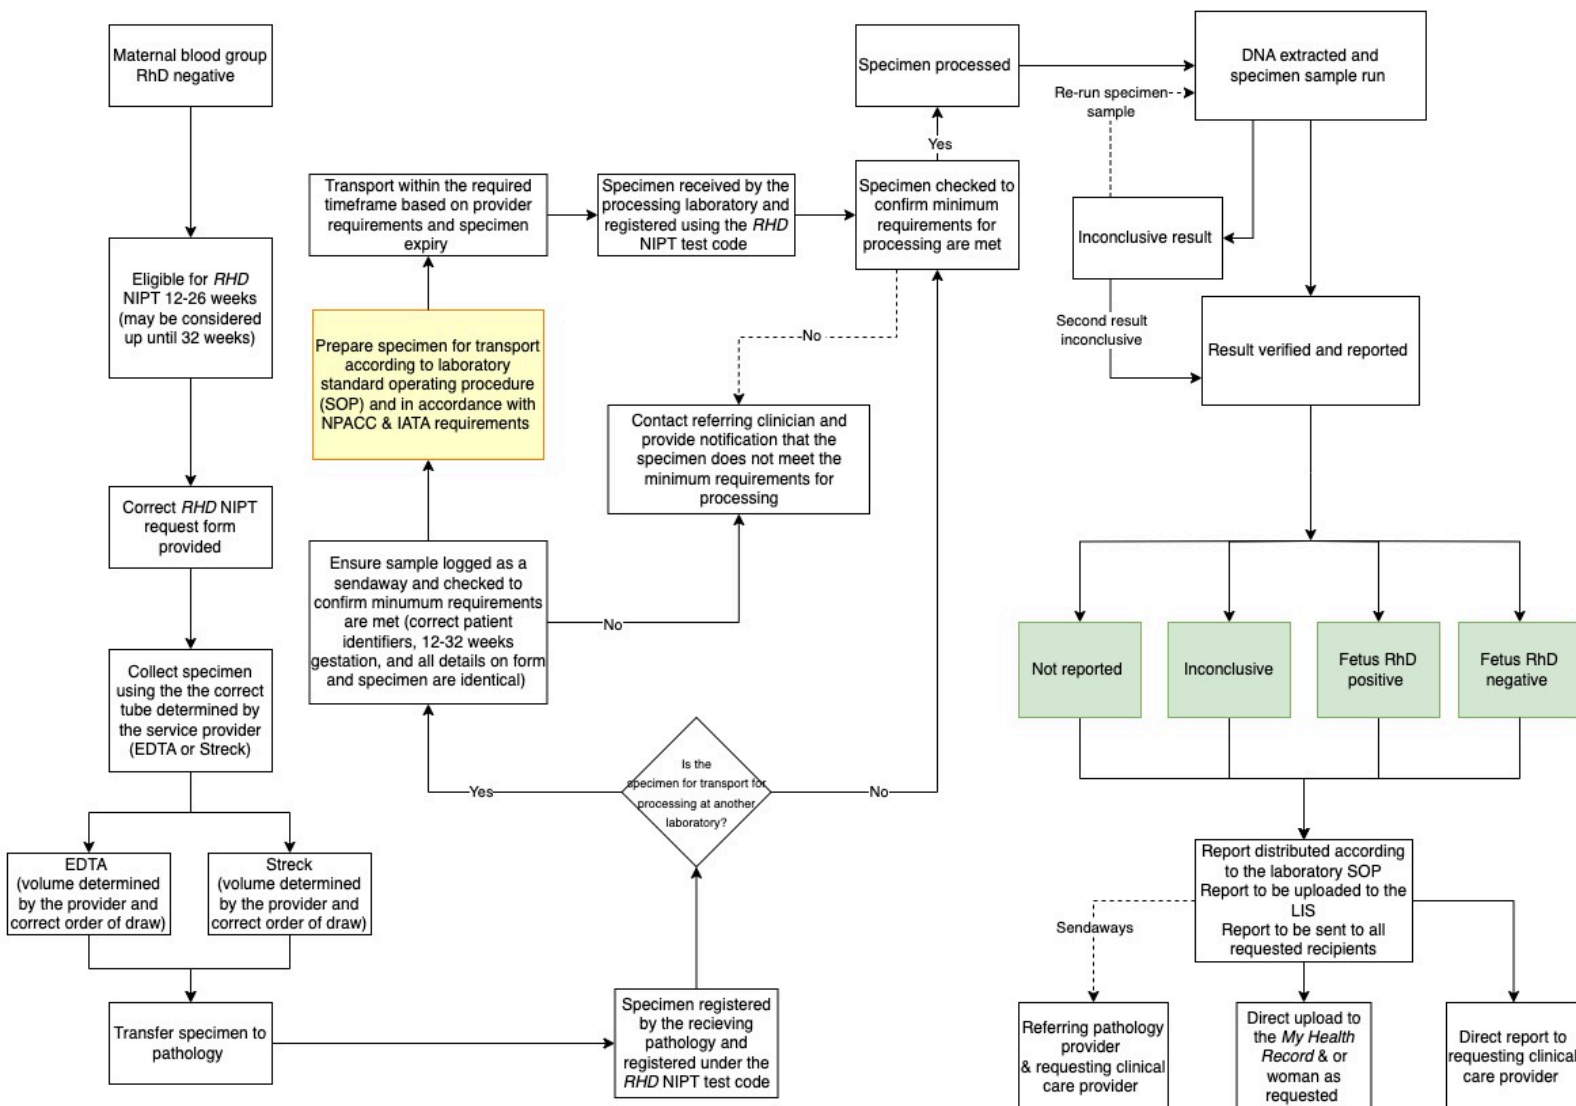 Maternal blood group
RhD negative
Eligible for RHD
NIPT 12-26 weeks
(may be considered
up until 32 weeks)
Correct RHD NIPT
request form
provided
Collect specimen
using the the correct
tube determined by
the service provider
(EDTA or Streck)
EDTA
(volume determined
by the provider and
correct order of draw)
Streck
(volume determined
by the provider and
correct order of draw)
Transfer specimen to
pathology
Specimen registered
by the recieving
pathology and
registered under the
RHD NIPT test code
Is the
specimen for transport for
processing at another
laboratory?
Yes
No
Ensure sample logged as a
sendaway and checked to
confirm minumum requirements
are met (correct patient
identifiers, 12-32 weeks
gestation, and all details on form
and specimen are identical)
No
Prepare specimen for transport
according to laboratory
standard operating procedure
(SOP) and in accordance with
NPACC & IATA requirements
Transport within the required
timeframe based on provider
requirements and specimen
expiry
Specimen received by the
processing laboratory and
registered using the RHD
NIPT test code
Specimen checked to
confirm minimum
requirements for
processing are met
No
Contact referring clinician and
provide notification that the
specimen does not meet the
minimum requirements for
processing
Yes
Specimen processed
DNA extracted and
specimen sample run
Re-run specimen
sample
Inconclusive result
Second result
inconclusive
Result verified and reported
Not reported
Inconclusive
Fetus RhD
positive
Fetus RhD
negative
Report distributed according
to the laboratory SOP
Report to be uploaded to the
LIS
Report to be sent to all
requested recipients
Sendaways
Referring pathology
provider
& requesting clinical
care provider
Direct upload to
the My Health
Record & or
woman as
requested
Direct report to
requesting clinical
care provider